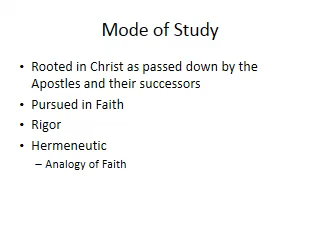 Mode of Study
• Rooted in Christ as passed down by the
Apostles and their successors
• Pursued in Faith
• Rigor
• Hermeneutic
– Analogy of Faith